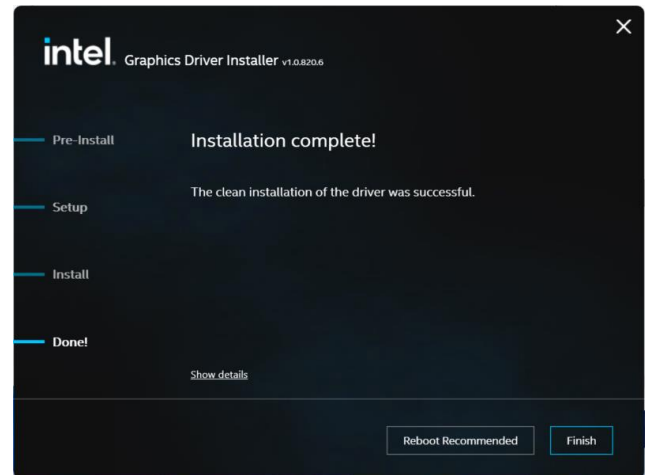 intel. Graphics Driver Installer v1.0.820.6
Pre-Install
Installation complete!
The clean installation of the driver was successful.
Setup
Install
Done!
Show details
Reboot Recommended
Finish